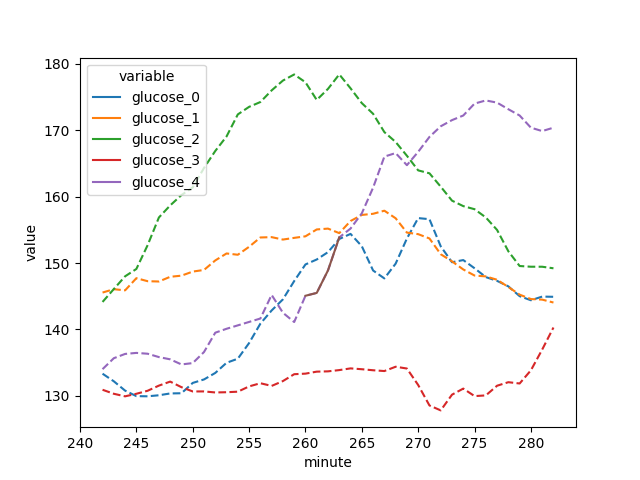 180
170
160
150
140
130
value
variable
glucose_0
glucose_1
glucose_2
glucose_3
glucose_4
240 245 250 255 260 265 270 275 280
minute